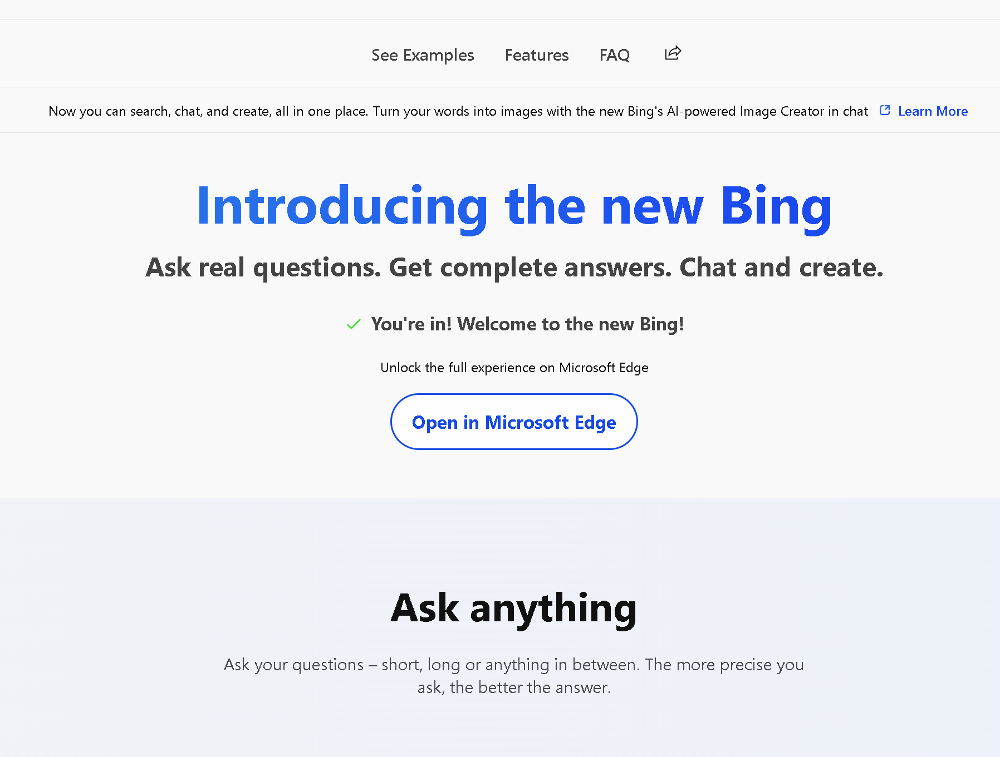 See Examples Features FAQ
Now you can search, chat, and create, all in one place. Turn your words into images with the new Bing's AI-powered Image Creator in chat Learn More
Introducing the new Bing
Ask real questions. Get complete answers. Chat and create.
You're in! Welcome to the new Bing!
Unlock the full experience on Microsoft Edge
Open in Microsoft Edge
Ask anything
Ask your questions – short, long or anything in between. The more precise you
ask, the better the answer.